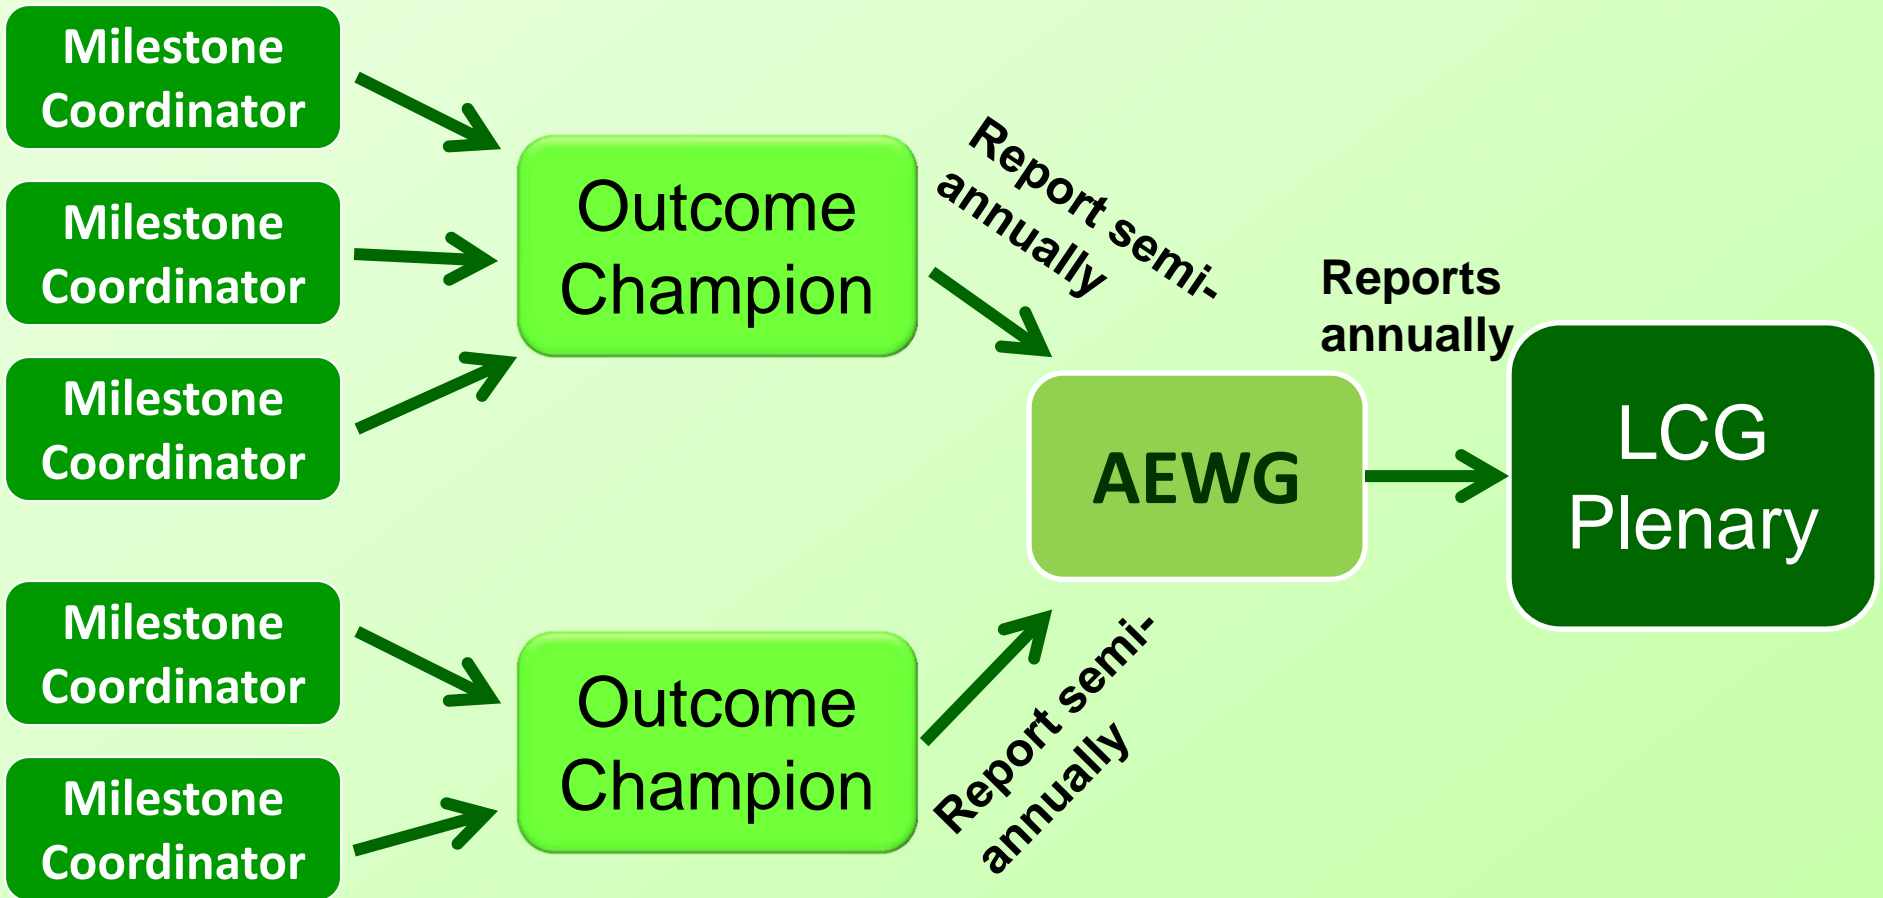 Milestone
Coordinator
Milestone
Coordinator
Milestone
Coordinator
Milestone
Coordinator
Milestone
Coordinator
Outcome
Champion
Outcome
Champion
Report semi-
annually
Report semi-
annually
AEWG
Reports
annually
LCG
Plenary